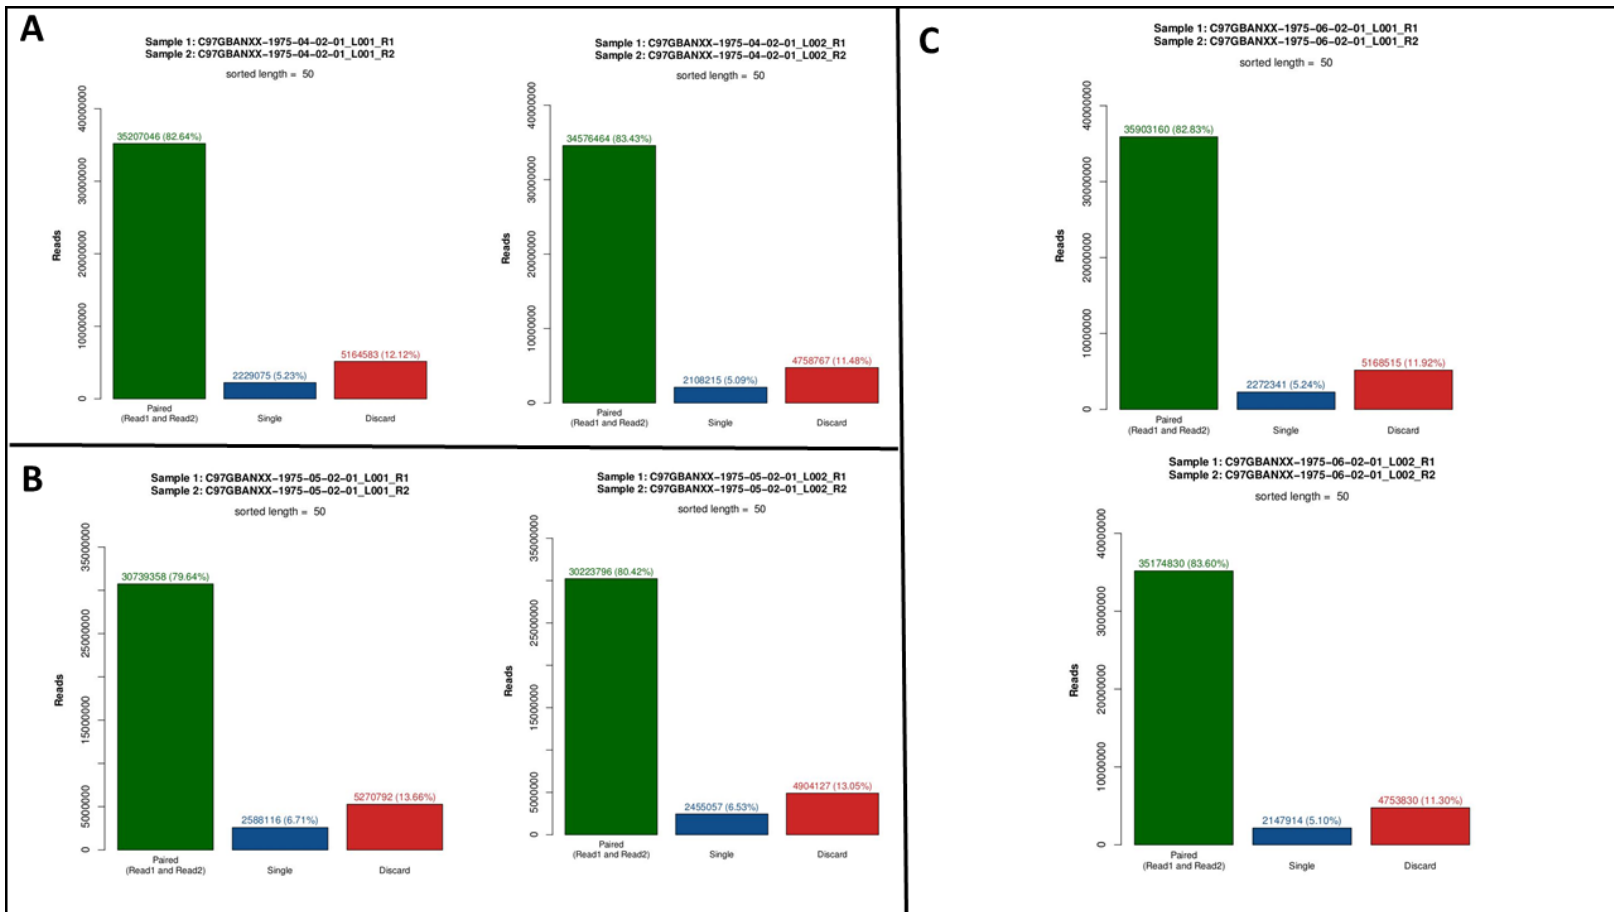 A
Sample 1: C97GBANXX−1975−04−02−01_L001_R1
Sample 2: C97GBANXX−1975−04−02−01_L001_R2
sorted length = 50
40000000
30000000
20000000
10000000
0
Reads
35207046 (82.64%)
2229075 (5.23%)
5164583 (12.12%)
Paired
(Read1 and Read2)
Single
Discard
Sample 1: C97GBANXX−1975−04−02−01_L002_R1
Sample 2: C97GBANXX−1975−04−02−01_L002_R2
sorted length = 50
40000000
30000000
20000000
10000000
0
Reads
34576464 (83.43%)
2108215 (5.09%)
4758767 (11.48%)
Paired
(Read1 and Read2)
Single
Discard
B
Sample 1: C97GBANXX−1975−05−02−01_L001_R1
Sample 2: C97GBANXX−1975−05−02−01_L001_R2
sorted length = 50
35000000
25000000
15000000
5000000
0
Reads
30739358 (79.64%)
2588116 (6.71%)
5270792 (13.66%)
Paired
(Read1 and Read2)
Single
Discard
Sample 1: C97GBANXX−1975−05−02−01_L002_R1
Sample 2: C97GBANXX−1975−05−02−01_L002_R2
sorted length = 50
35000000
25000000
15000000
5000000
0
Reads
30223796 (80.42%)
2455057 (6.53%)
4904127 (13.05%)
Paired
(Read1 and Read2)
Single
Discard
C
Sample 1: C97GBANXX−1975−06−02−01_L001_R1
Sample 2: C97GBANXX−1975−06−02−01_L001_R2
sorted length = 50
40000000
30000000
20000000
10000000
0
Reads
35903160 (82.83%)
2272341 (5.24%)
5168515 (11.92%)
Paired
(Read1 and Read2)
Single
Discard
Sample 1: C97GBANXX−1975−06−02−01_L002_R1
Sample 2: C97GBANXX−1975−06−02−01_L002_R2
sorted length = 50
40000000
30000000
20000000
10000000
0
Reads
35174830 (83.60%)
2147914 (5.10%)
4753830 (11.30%)
Paired
(Read1 and Read2)
Single
Discard